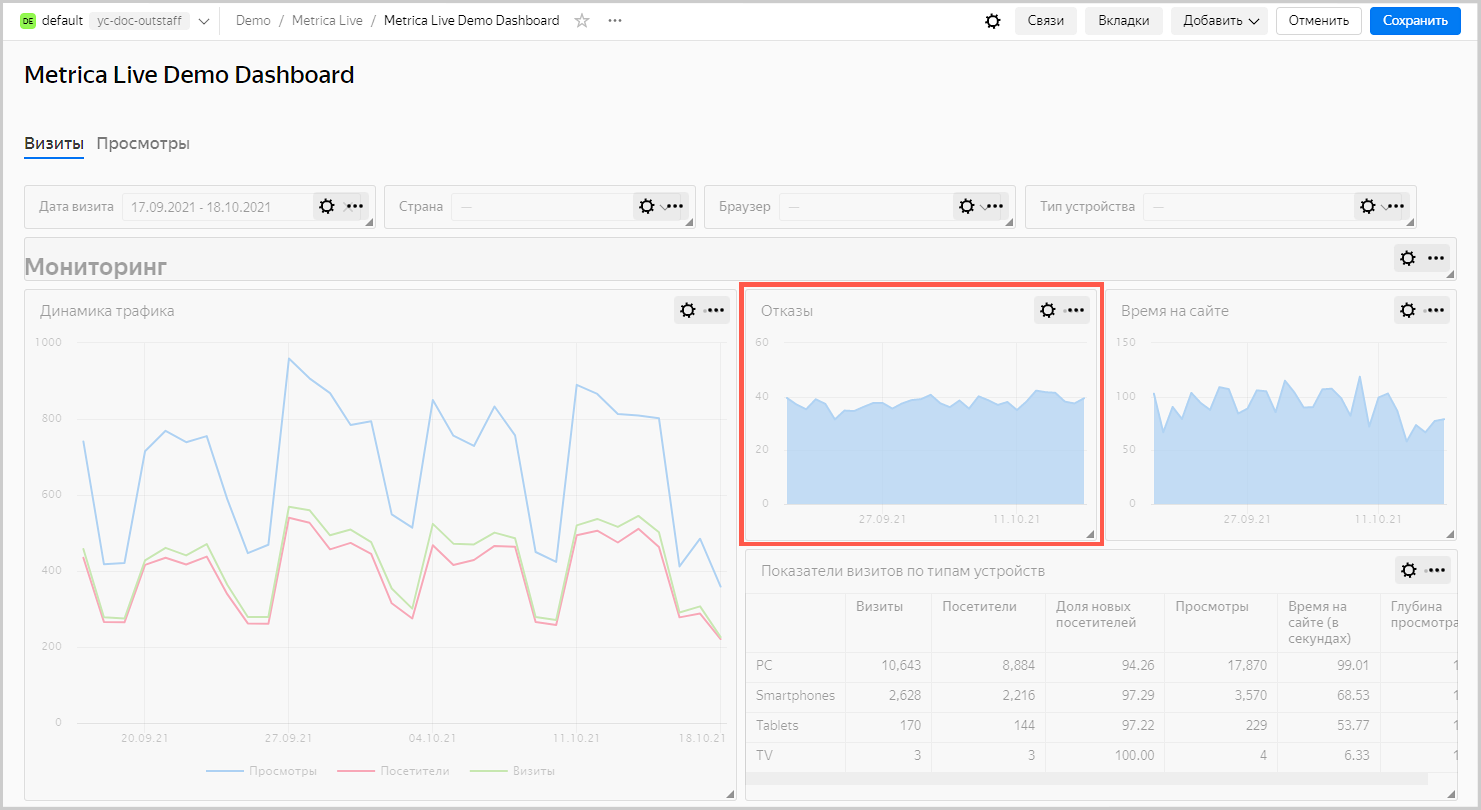 DE default yc-doc-outstaff Demo / Metrica Live / Metrica Live Demo Dashboard Связи Вкладки Добавить Отменить Сохранить
Metrica Live Demo Dashboard
Визиты Просмотры
Дата визита 17.09.2021 - 18.10.2021 Страна — Браузер — Тип устройства —
Мониторинг
Динамика трафика
1000
800
600
400
200
0
20.09.21 27.09.21 04.10.21 11.10.21 18.10.21
Просмотры Посетители Визиты
Отказы
60
40
20
0
27.09.21 11.10.21
Время на сайте
150
100
50
0
27.09.21 11.10.21
Показатели визитов по типам устройств
Визиты Посетители Доля новых Просмотры Время на Глубина
посетителей сайте (в просмотра
секундах)
PC 10,643 8,884 94.26 17,870 99.01 1
Smartphones 2,628 2,216 97.29 3,570 68.53 1
Tablets 170 144 97.22 229 53.77 1
TV 3 3 100.00 4 6.33 1